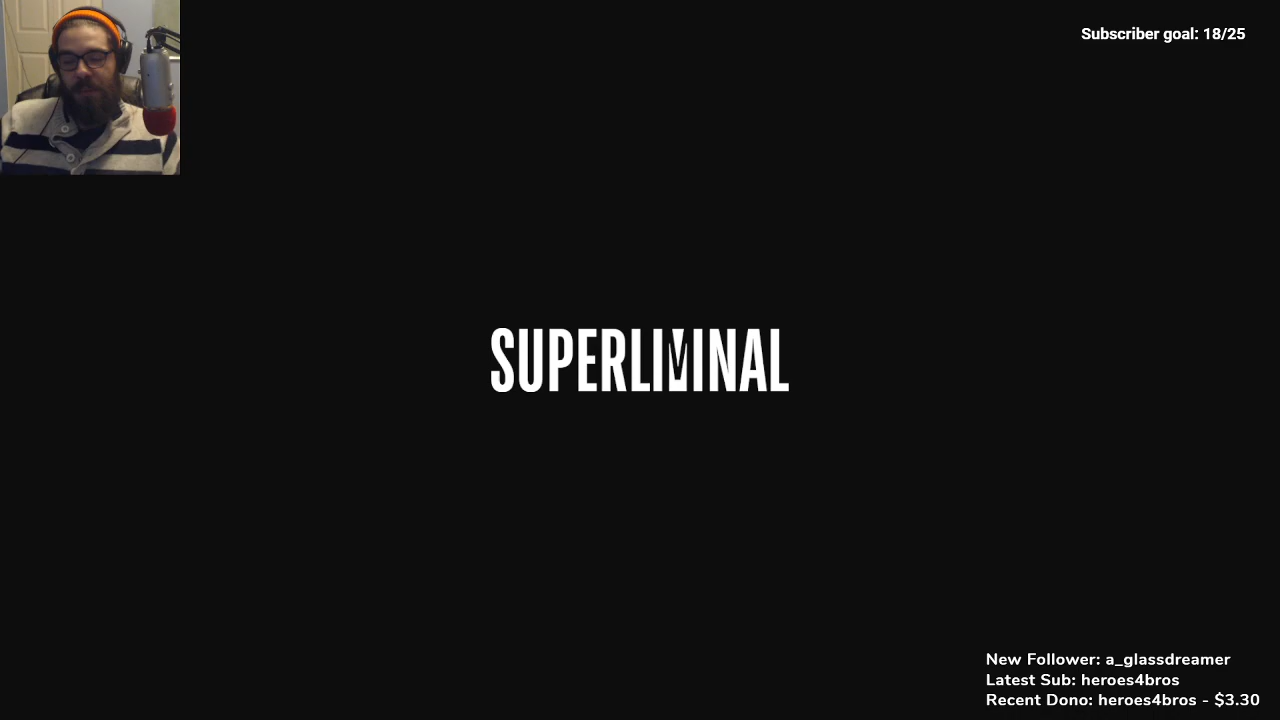 Subscriber goal: 18/25
SUPERLIMINAL
New Follower: a_glassdreamer
Latest Sub: heroes4bros
Recent Dono: heroes4bros - $3.30